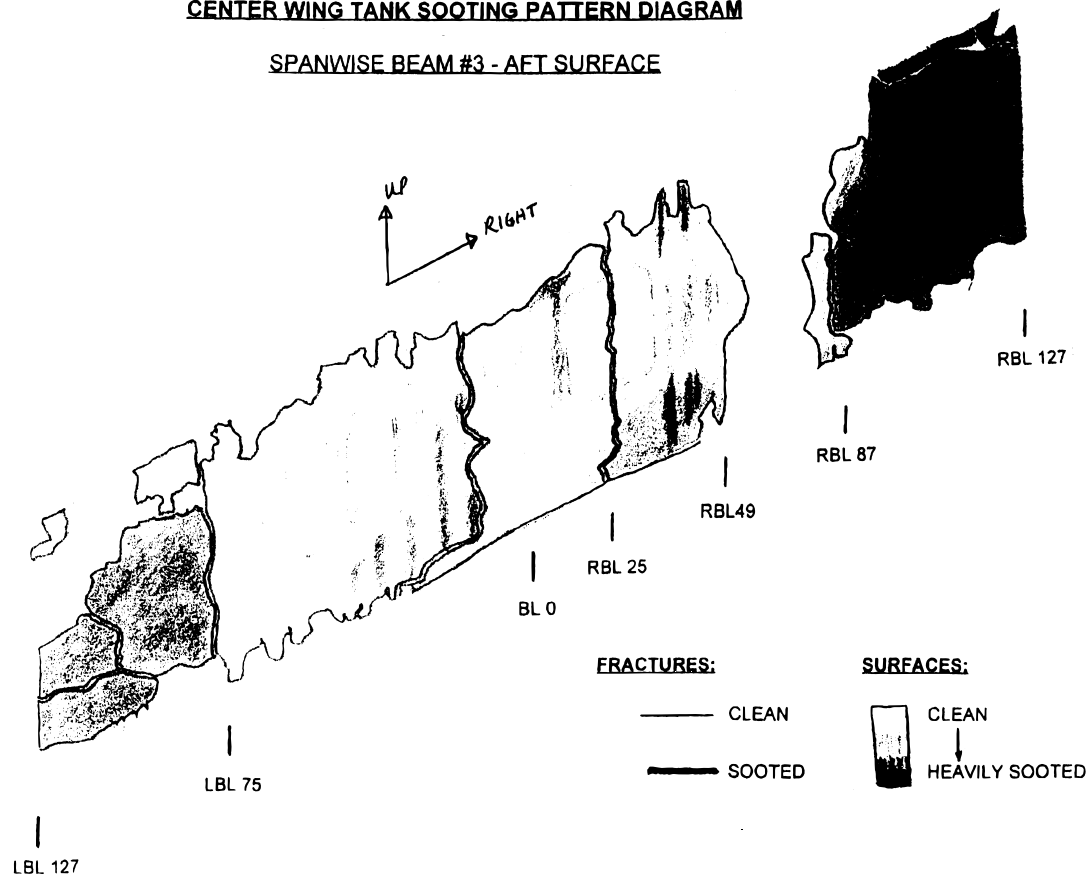 CENTER WING TANK SOOTING PATTERN DIAGRAM
SPANWISE BEAM #3 - AFT SURFACE
UP
RIGHT
RBL 127
RBL 87
RBL49
RBL 25
BL 0
LBL 75
LBL 127
FRACTURES:
CLEAN
SOOTED
SURFACES:
CLEAN
HEAVILY SOOTED